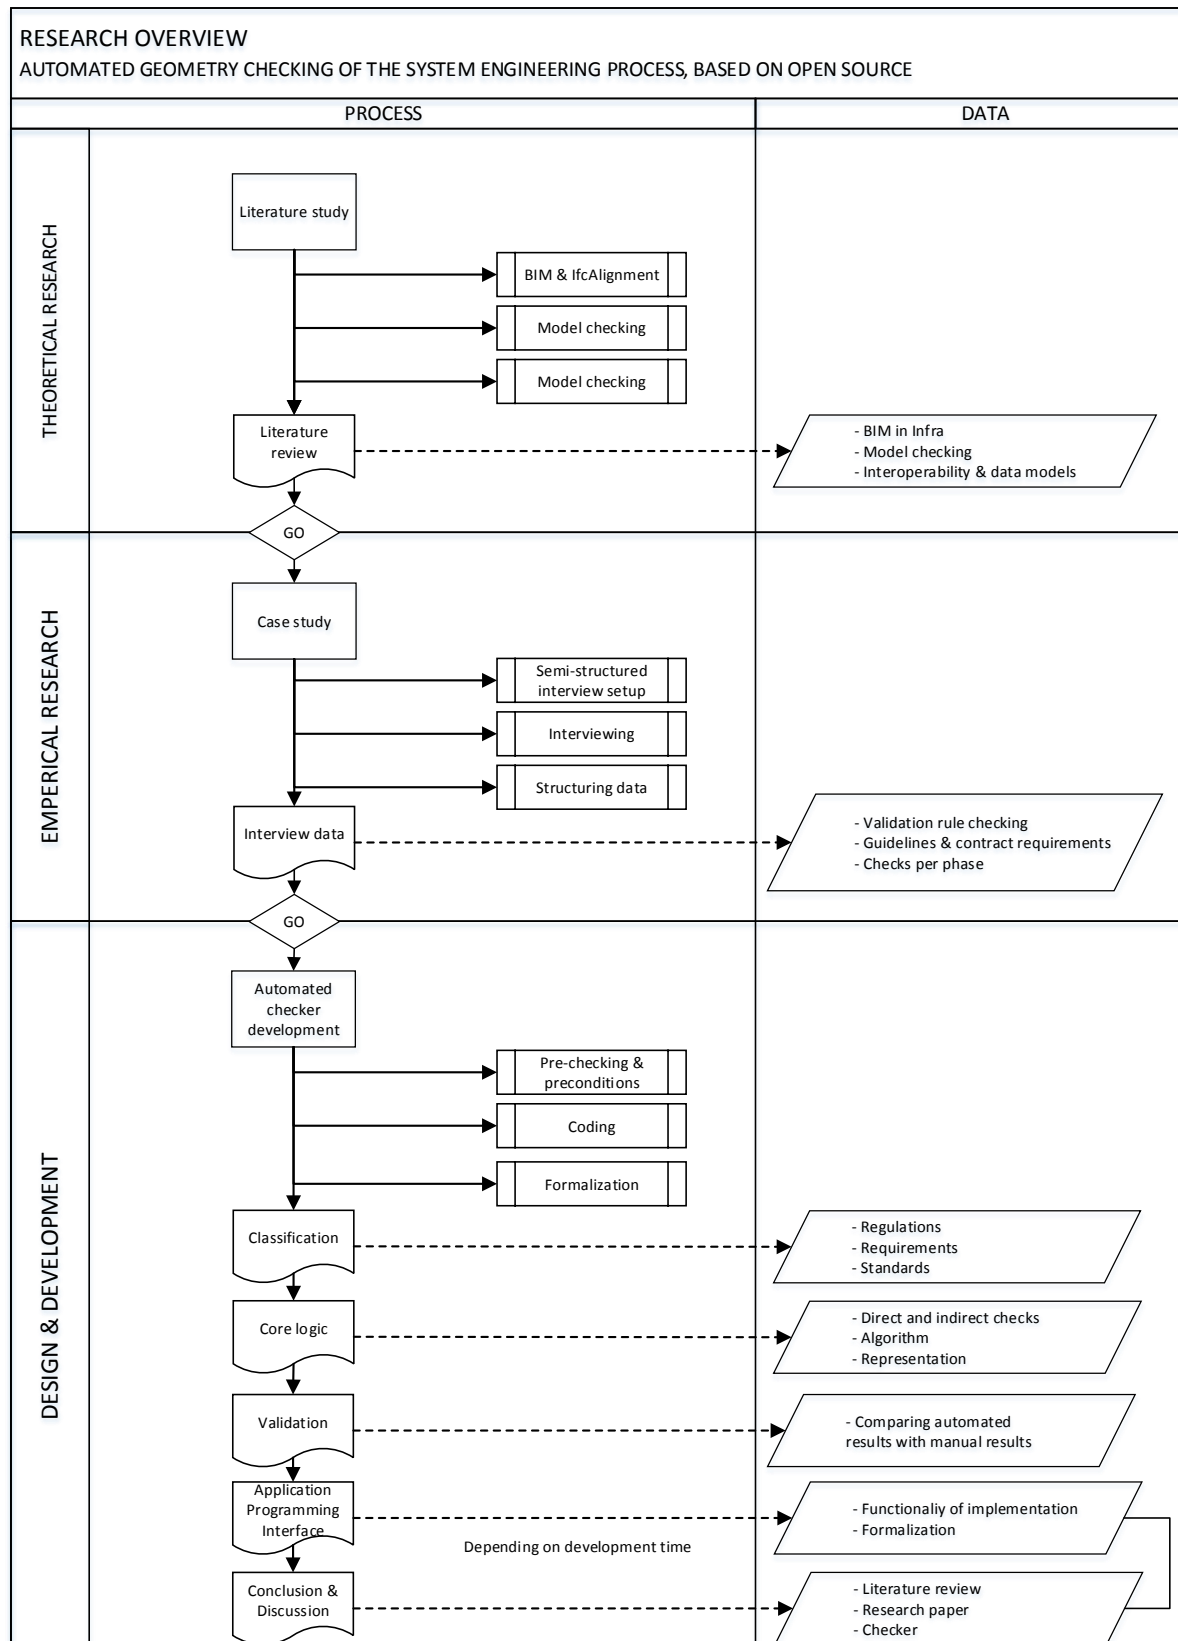 RESEARCH OVERVIEW
AUTOMATED GEOMETRY CHECKING OF THE SYSTEM ENGINEERING PROCESS, BASED ON OPEN SOURCE
PROCESS
DATA
THEORETICAL RESEARCH
Literature study
BIM & IfcAlignment
Model checking
Model checking
Literature
review
- BIM in Infra
- Model checking
- Interoperability & data models
GO
EMPERICAL RESEARCH
Case study
Semi-structured
interview setup
Interviewing
Structuring data
Interview data
- Validation rule checking
- Guidelines & contract requirements
- Checks per phase
GO
DESIGN & DEVELOPMENT
Automated
checker
development
Pre-checking &
preconditions
Coding
Formalization
Classification
- Regulations
- Requirements
- Standards
Core logic
- Direct and indirect checks
- Algorithm
- Representation
Validation
- Comparing automated
results with manual results
Application
Programming
Interface
- Functionaliy of implementation
- Formalization
Depending on development time
Conclusion &
Discussion
- Literature review
- Research paper
- Checker